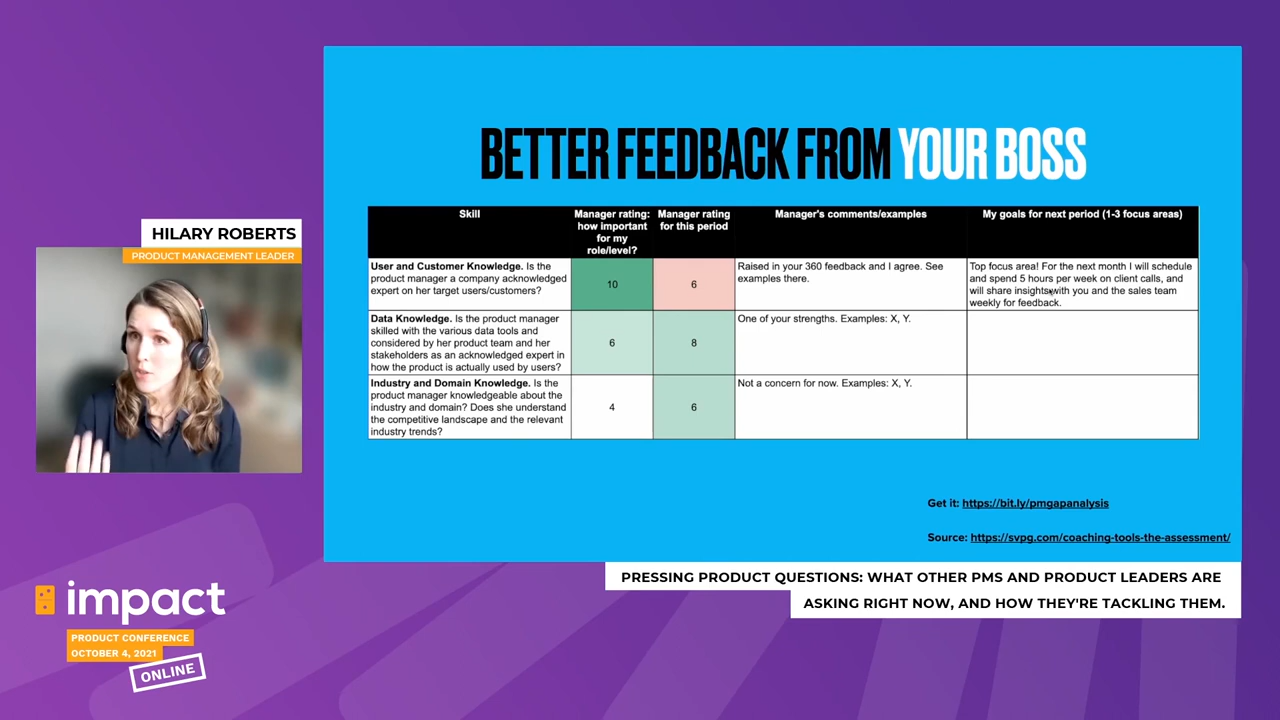 HILARY ROBERTS
PRODUCT MANAGEMENT LEADER
BETTER FEEDBACK FROM YOUR BOSS
Skill
Manager rating:
how important
for my
role/level?
Manager rating
for this period
Manager's comments/examples
My goals for next period (1-3 focus areas)
User and Customer Knowledge. Is the
product manager a company acknowledged
expert on her target users/customers?
10
6
Raised in your 360 feedback and I agree. See
examples there.
Top focus area! For the next month I will schedule
and spend 5 hours per week on client calls, and
will share insights with you and the sales team
weekly for feedback.
Data Knowledge. Is the product manager
skilled with the various data tools and
considered by her product team and her
stakeholders as an acknowledged expert in
how the product is actually used by users?
6
8
One of your strengths. Examples: X, Y.
Industry and Domain Knowledge. Is the
product manager knowledgeable about the
industry and domain? Does she understand
the competitive landscape and the relevant
industry trends?
4
6
Not a concern for now. Examples: X, Y.
Get it: https://bit.ly/pmgapanalysis
Source: https://svpg.com/coaching-tools-the-assessment/
PRESSING PRODUCT QUESTIONS: WHAT OTHER PMS AND PRODUCT LEADERS ARE
ASKING RIGHT NOW, AND HOW THEY'RE TACKLING THEM.
impact
PRODUCT CONFERENCE
OCTOBER 4, 2021
ONLINE